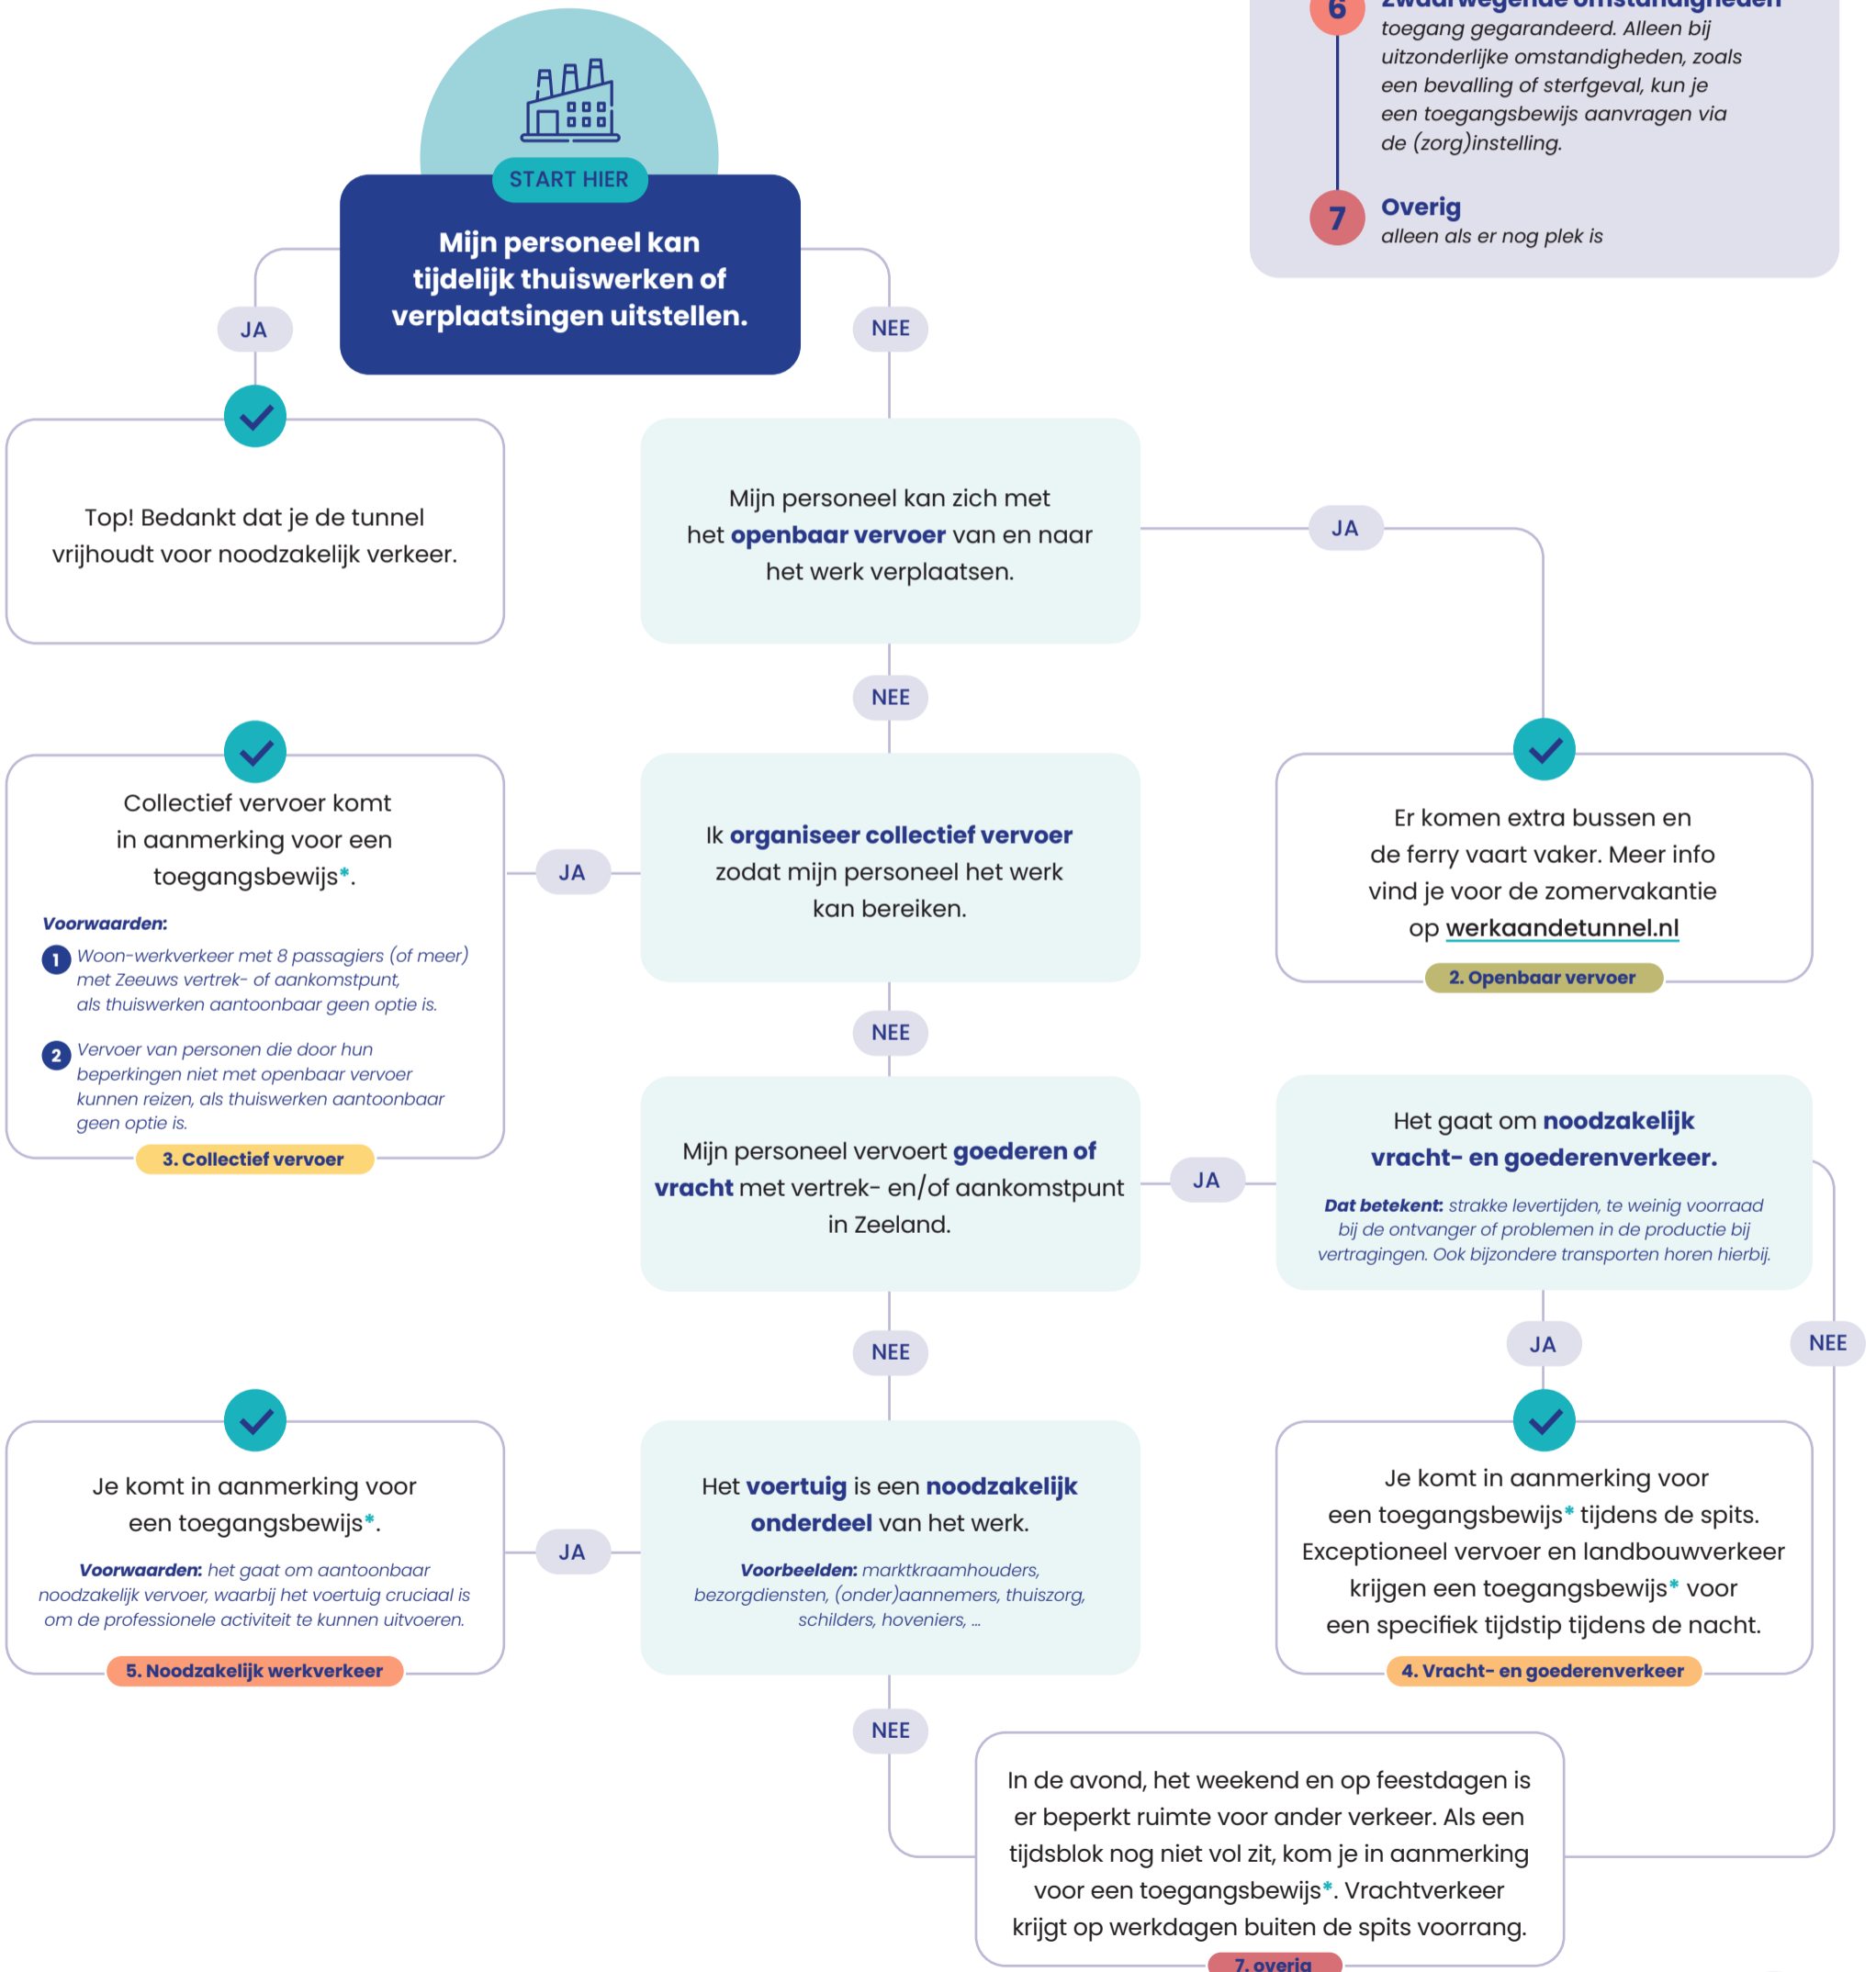 6 Zwaarwegende omstandigheden
toegang gegarandeerd. Alleen bij
uitzonderlijke omstandigheden, zoals
een bevalling of sterfgeval, kun je
een toegangsbewijs aanvragen via
de (zorg)instelling.
7 Overig
alleen als er nog plek is
START HIER
Mijn personeel kan
tijdelijk thuiswerken of
verplaatsingen uitstellen.
JA
NEE
Top! Bedankt dat je de tunnel
vrijhoudt voor noodzakelijk verkeer.
Mijn personeel kan zich met
het openbaar vervoer van en naar
het werk verplaatsen.
JA
NEE
Er komen extra bussen en
de ferry vaart vaker. Meer info
vind je voor de zomervakantie
op werkaandetunnel.nl
2. Openbaar vervoer
Ik organiseer collectief vervoer
zodat mijn personeel het werk
kan bereiken.
JA
Collectief vervoer komt
in aanmerking voor een
toegangsbewijs*.
Voorwaarden:
1 Woon-werkverkeer met 8 passagiers (of meer)
met Zeeuws vertrek- of aankomstpunt,
als thuiswerken aantoonbaar geen optie is.
2 Vervoer van personen die door hun
beperkingen niet met openbaar vervoer
kunnen reizen, als thuiswerken aantoonbaar
geen optie is.
3. Collectief vervoer
NEE
Mijn personeel vervoert goederen of
vracht met vertrek- en/of aankomstpunt
in Zeeland.
JA
Het gaat om noodzakelijk
vracht- en goederenverkeer.
Dat betekent: strakke levertijden, te weinig voorraad
bij de ontvanger of problemen in de productie bij
vertragingen. Ook bijzondere transporten horen hierbij.
JA
NEE
Je komt in aanmerking voor
een toegangsbewijs* tijdens de spits.
Exceptioneel vervoer en landbouwverkeer
krijgen een toegangsbewijs* voor
een specifiek tijdstip tijdens de nacht.
4. Vracht- en goederenverkeer
NEE
Het voertuig is een noodzakelijk
onderdeel van het werk.
Voorbeelden: marktkraamhouders,
bezorgdiensten, (onder)aannemers, thuiszorg,
schilders, hoveniers, ...
JA
Je komt in aanmerking voor
een toegangsbewijs*.
Voorwaarden: het gaat om aantoonbaar
noodzakelijk vervoer, waarbij het voertuig cruciaal is
om de professionele activiteit te kunnen uitvoeren.
5. Noodzakelijk werkverkeer
NEE
In de avond, het weekend en op feestdagen is
er beperkt ruimte voor ander verkeer. Als een
tijdsblok nog niet vol zit, kom je in aanmerking
voor een toegangsbewijs*. Vrachtverkeer
krijgt op werkdagen buiten de spits voorrang.
7. overig